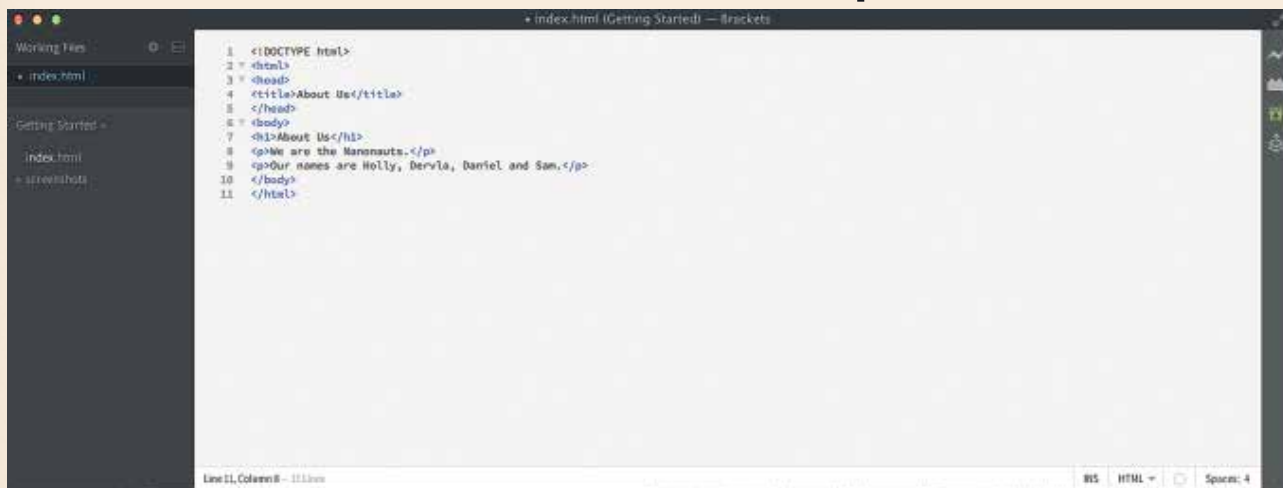 • index.html (Getting Started) — Brackets
Working Files
• index.html
Getting Started
index.html
screenshots
1 <!DOCTYPE html>
2 <html>
3 <head>
4 <title>About Us</title>
5 </head>
6 <body>
7 <h1>About Us</h1>
8 <p>We are the Nanonauts.</p>
9 <p>Our names are Holly, Dervla, Daniel and Sam.</p>
10 </body>
11 </html>
Line 11, Column 8 — 11 Lines
INS HTML Spaces: 4